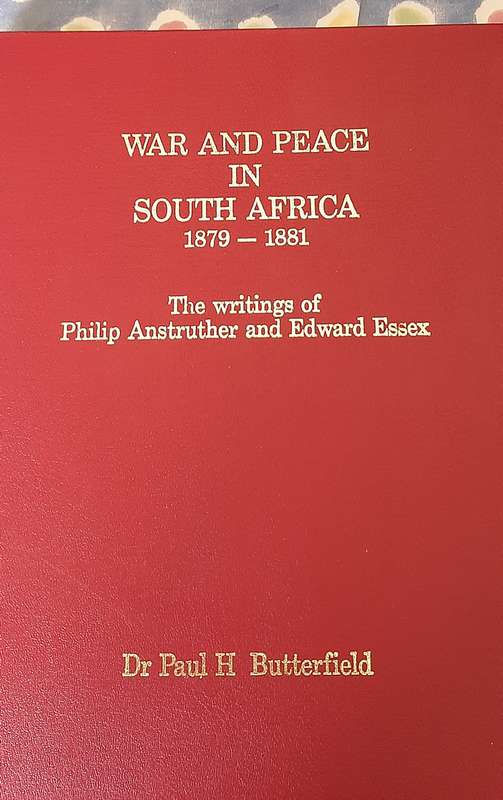 WAR AND PEACE
IN
SOUTH AFRICA
1879 — 1881
The writings of
Philip Anstruther and Edward Essex
Dr Paul H Butterfield